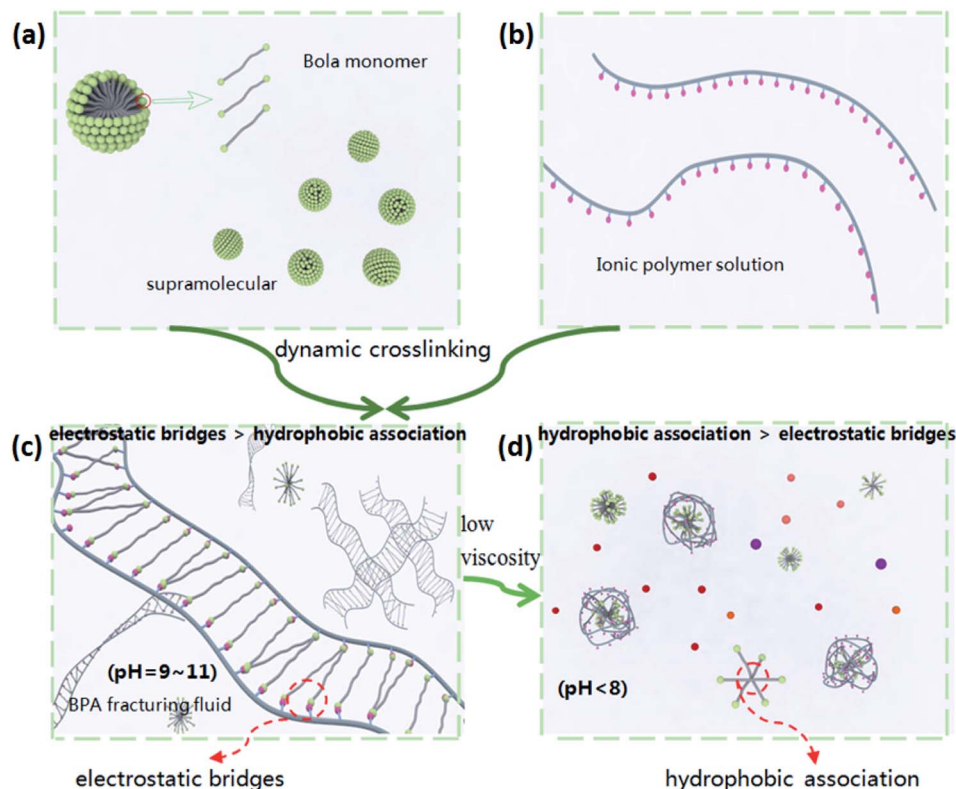 (a)
Bola monomer
supramolecular
(b)
Ionic polymer solution
dynamic crosslinking
(c)
electrostatic bridges > hydrophobic association
(pH=9~11)
BPA fracturing fluid
electrostatic bridges
low
viscosity
(d)
hydrophobic association > electrostatic bridges
(pH<8)
hydrophobic association